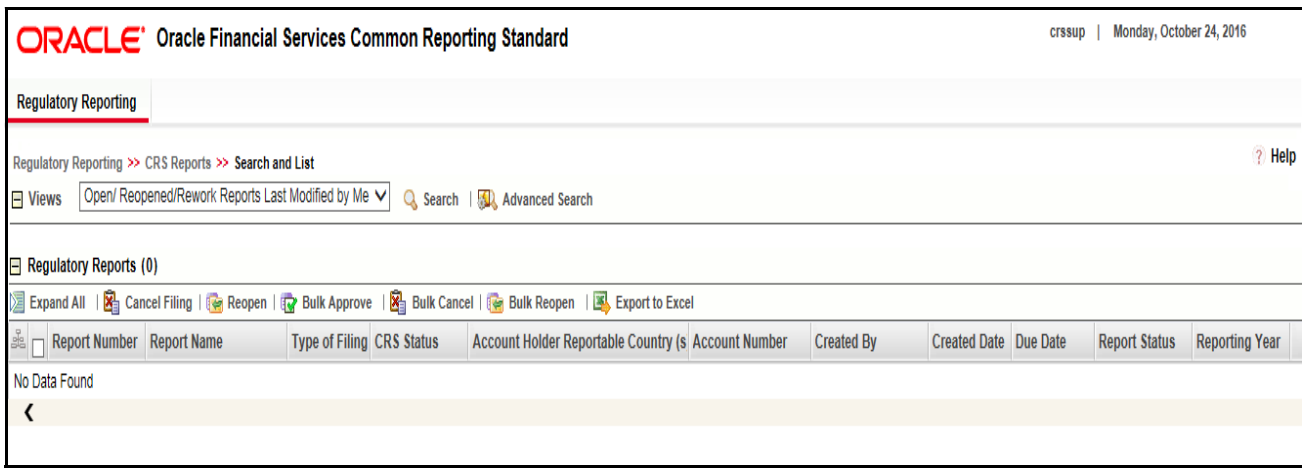 ORACLE Oracle Financial Services Common Reporting Standard crssup | Monday, October 24, 2016
Regulatory Reporting
Regulatory Reporting >> CRS Reports >> Search and List ? Help
Views Open/ Reopened/Rework Reports Last Modified by Me Search | Advanced Search
Regulatory Reports (0)
Expand All | Cancel Filing | Reopen | Bulk Approve | Bulk Cancel | Bulk Reopen | Export to Excel
Report Number Report Name Type of Filing CRS Status Account Holder Reportable Country (s Account Number Created By Created Date Due Date Report Status Reporting Year
No Data Found